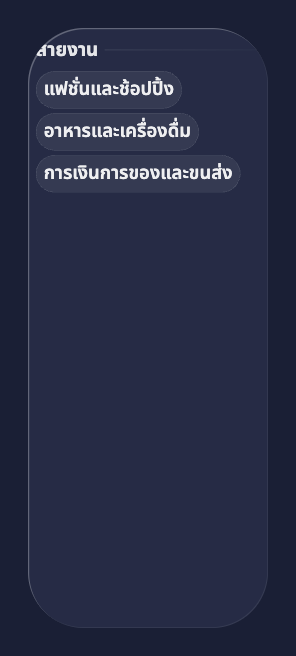 สายงาน
แฟชั่นและช้อปปิ้ง
อาหารและเครื่องดื่ม
การเงินการของและขนส่ง